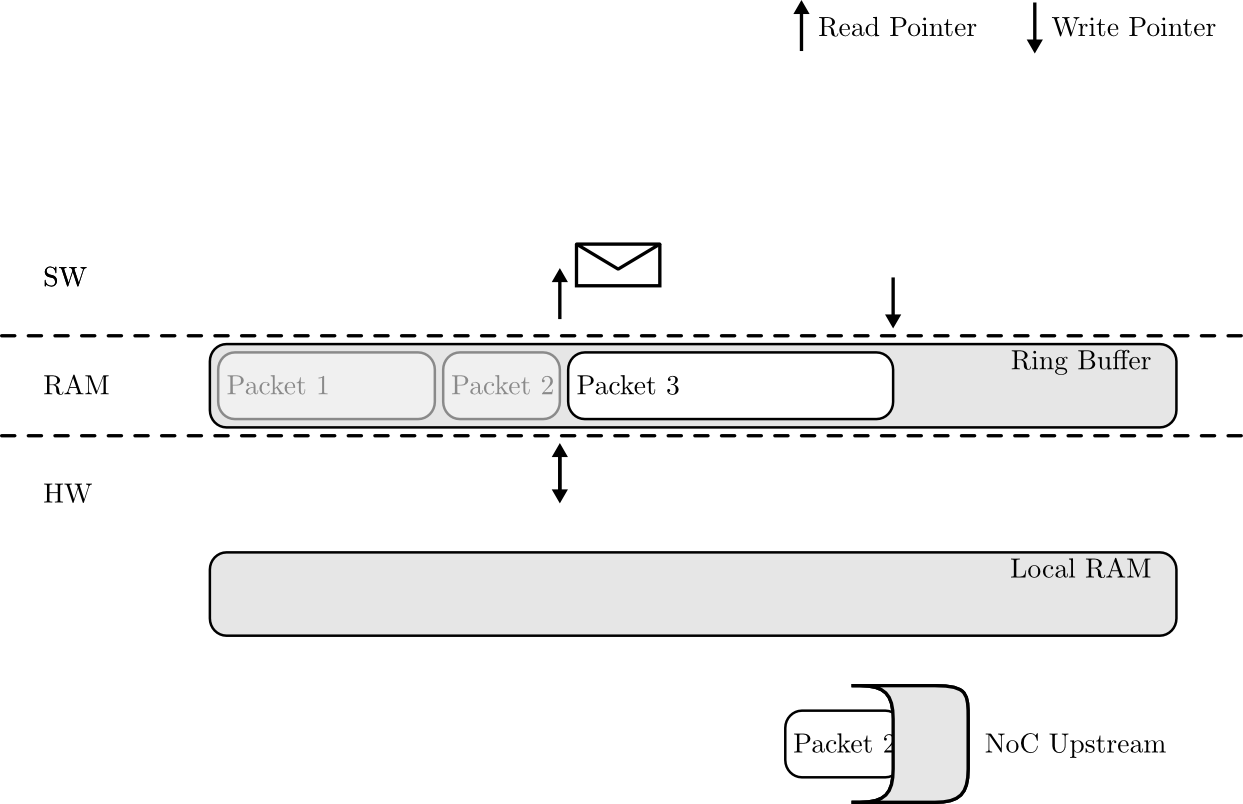 Read Pointer
Write Pointer
SW
Ring Buffer
RAM
Packet 1
Packet 2
Packet 3
HW
Local RAM
Packet 2
NoC Upstream